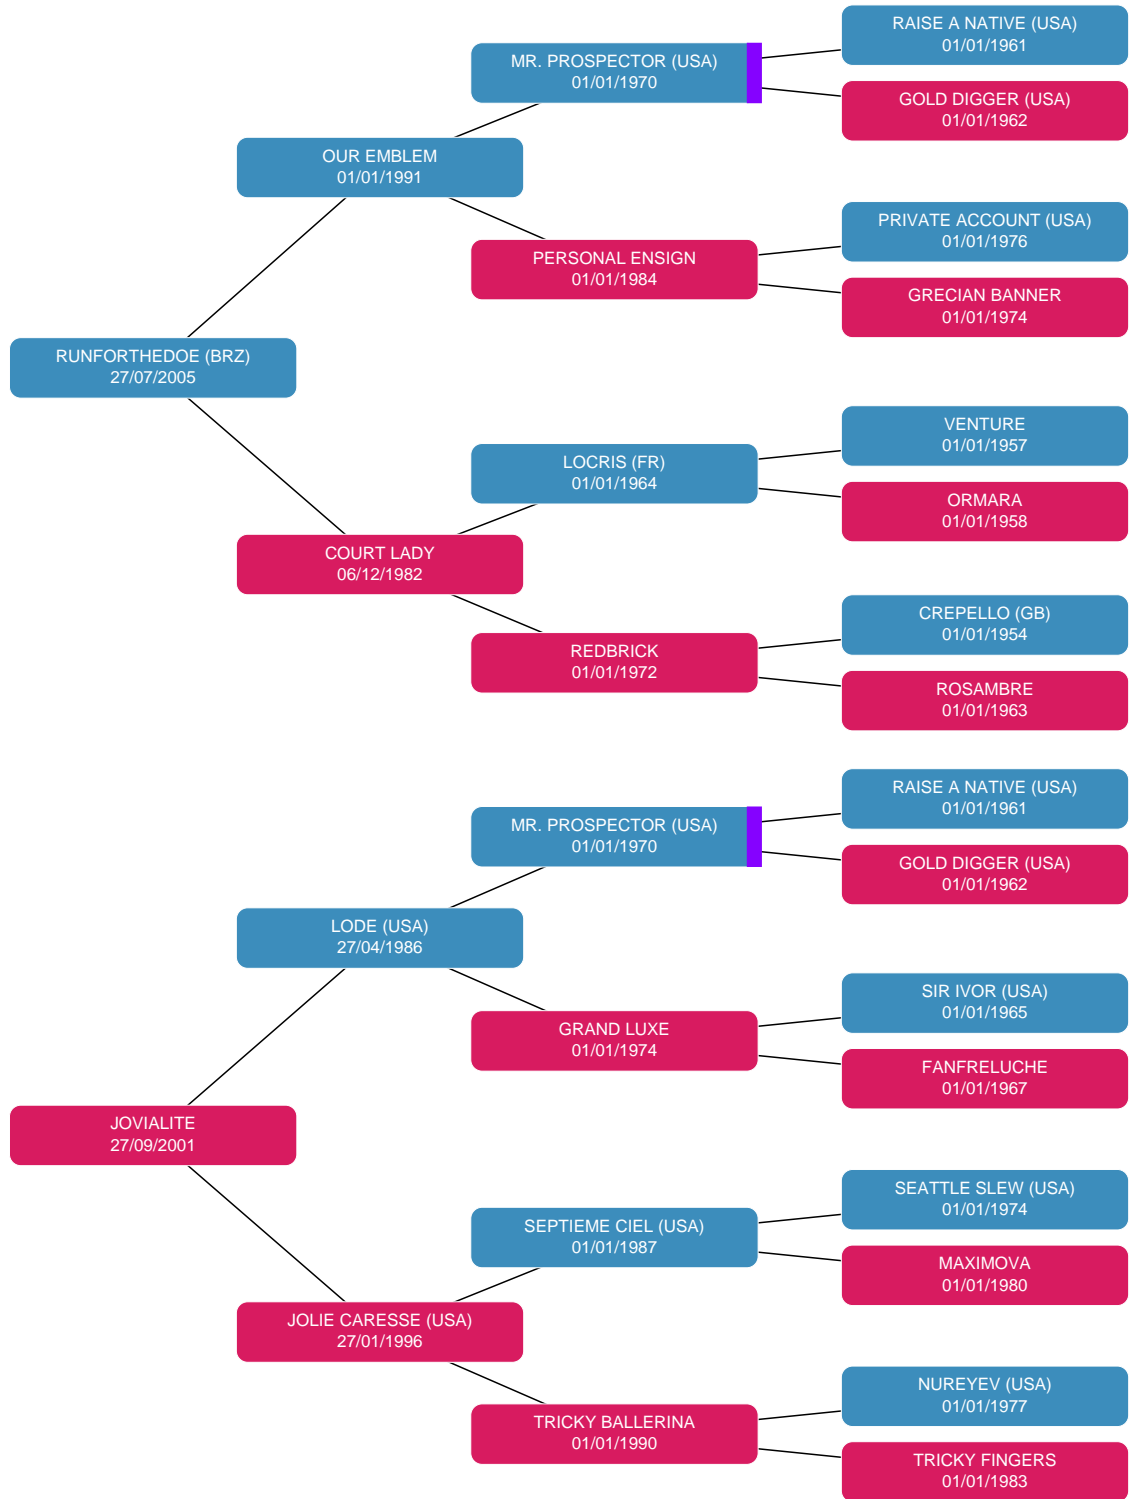 RAISE A NATIVE (USA)
01/01/1961
MR. PROSPECTOR (USA)
01/01/1970
GOLD DIGGER (USA)
01/01/1962
OUR EMBLEM
01/01/1991
PRIVATE ACCOUNT (USA)
01/01/1976
PERSONAL ENSIGN
01/01/1984
GRECIAN BANNER
01/01/1974
RUNFORTHEDOE (BRZ)
27/07/2005
VENTURE
01/01/1957
LOCRIS (FR)
01/01/1964
ORMARA
01/01/1958
COURT LADY
06/12/1982
CREPELLO (GB)
01/01/1954
REDBRICK
01/01/1972
ROSAMBRE
01/01/1963
RAISE A NATIVE (USA)
01/01/1961
MR. PROSPECTOR (USA)
01/01/1970
GOLD DIGGER (USA)
01/01/1962
LODE (USA)
27/04/1986
SIR IVOR (USA)
01/01/1965
GRAND LUXE
01/01/1974
FANFRELUCHE
01/01/1967
JOVIALITE
27/09/2001
SEATTLE SLEW (USA)
01/01/1974
SEPTIEME CIEL (USA)
01/01/1987
MAXIMOVA
01/01/1980
JOLIE CARESSE (USA)
27/01/1996
NUREYEV (USA)
01/01/1977
TRICKY BALLERINA
01/01/1990
TRICKY FINGERS
01/01/1983